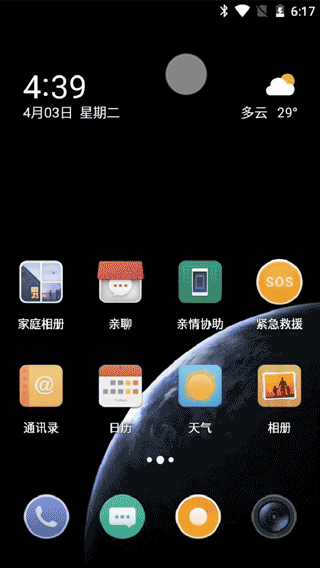 6:17
4:39
4月03日 星期二
多云 29°
家庭相册 亲聊 亲情协助 紧急救援
SOS
@
通讯录 日历 天气 相册